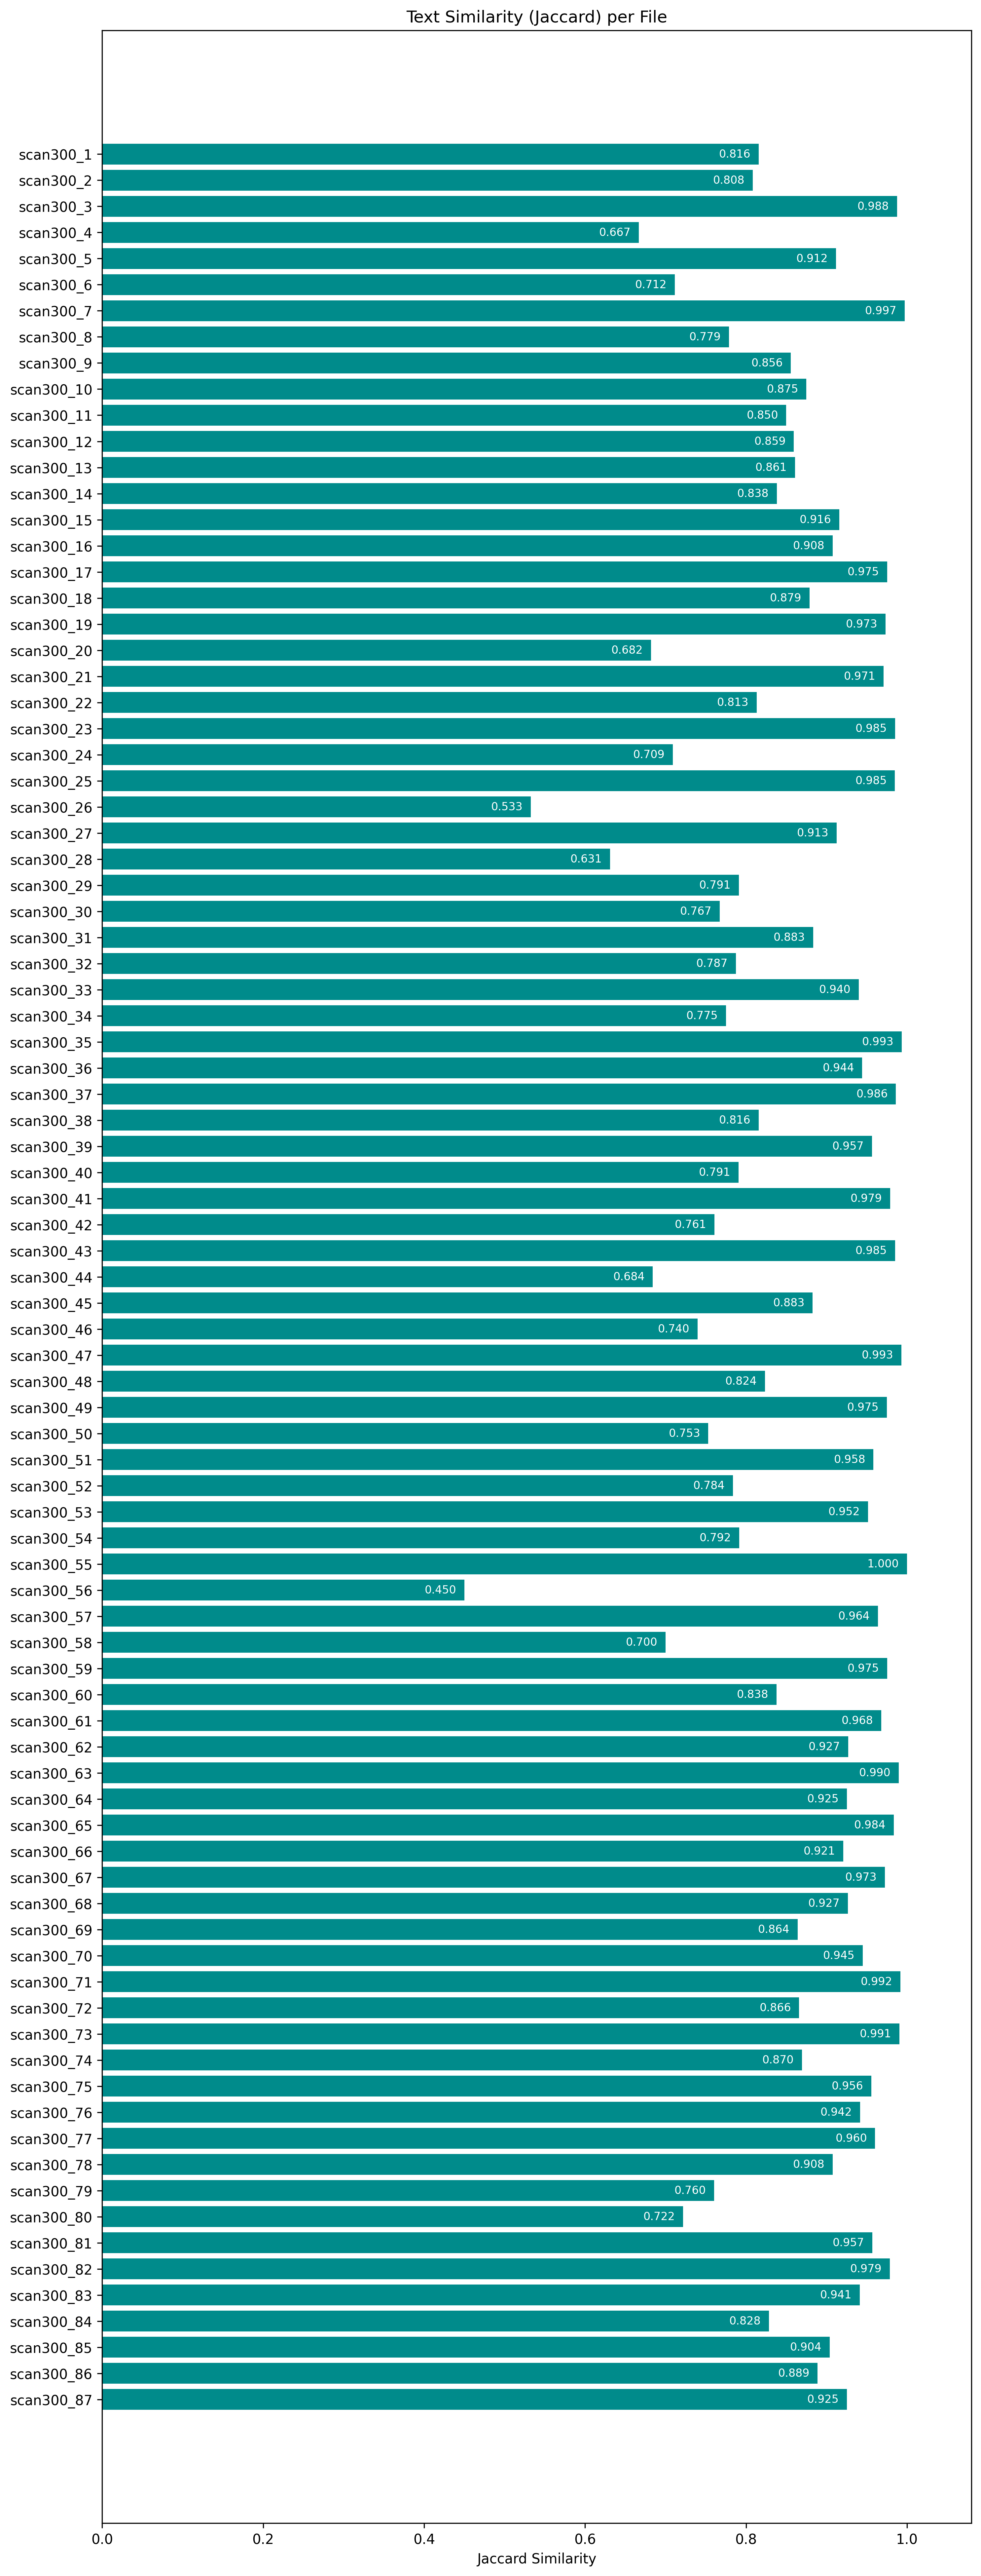 Text Similarity (Jaccard) per File
scan300_1 0.816
scan300_2 0.808
scan300_3 0.988
scan300_4 0.667
scan300_5 0.912
scan300_6 0.712
scan300_7 0.997
scan300_8 0.779
scan300_9 0.856
scan300_10 0.875
scan300_11 0.850
scan300_12 0.859
scan300_13 0.861
scan300_14 0.838
scan300_15 0.916
scan300_16 0.908
scan300_17 0.975
scan300_18 0.879
scan300_19 0.973
scan300_20 0.682
scan300_21 0.971
scan300_22 0.813
scan300_23 0.985
scan300_24 0.709
scan300_25 0.985
scan300_26 0.533
scan300_27 0.913
scan300_28 0.631
scan300_29 0.791
scan300_30 0.767
scan300_31 0.883
scan300_32 0.787
scan300_33 0.940
scan300_34 0.775
scan300_35 0.993
scan300_36 0.944
scan300_37 0.986
scan300_38 0.816
scan300_39 0.957
scan300_40 0.791
scan300_41 0.979
scan300_42 0.761
scan300_43 0.985
scan300_44 0.684
scan300_45 0.883
scan300_46 0.740
scan300_47 0.993
scan300_48 0.824
scan300_49 0.975
scan300_50 0.753
scan300_51 0.958
scan300_52 0.784
scan300_53 0.952
scan300_54 0.792
scan300_55 1.000
scan300_56 0.450
scan300_57 0.964
scan300_58 0.700
scan300_59 0.975
scan300_60 0.838
scan300_61 0.968
scan300_62 0.927
scan300_63 0.990
scan300_64 0.925
scan300_65 0.984
scan300_66 0.921
scan300_67 0.973
scan300_68 0.927
scan300_69 0.864
scan300_70 0.945
scan300_71 0.992
scan300_72 0.866
scan300_73 0.991
scan300_74 0.870
scan300_75 0.956
scan300_76 0.942
scan300_77 0.960
scan300_78 0.908
scan300_79 0.760
scan300_80 0.722
scan300_81 0.957
scan300_82 0.979
scan300_83 0.941
scan300_84 0.828
scan300_85 0.904
scan300_86 0.889
scan300_87 0.925
0.0 0.2 0.4 0.6 0.8 1.0
Jaccard Similarity